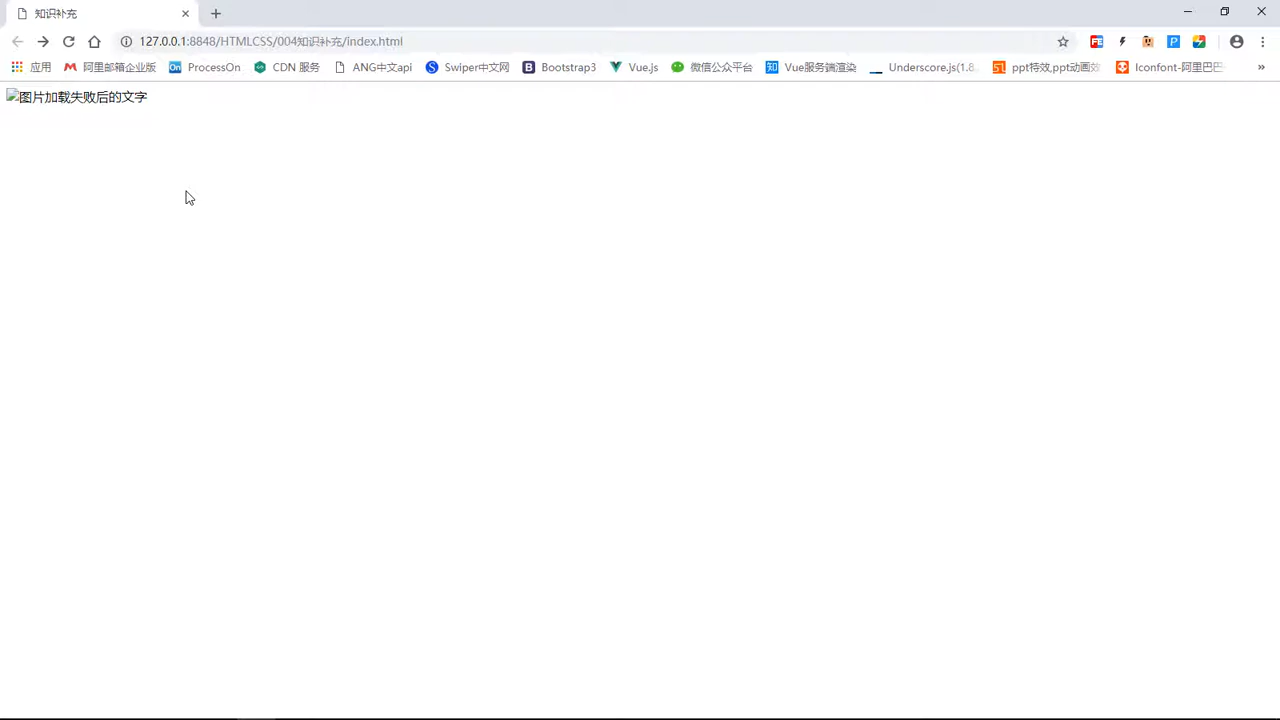 知识补充
127.0.0.1:8848/HTMLCSS/004知识补充/index.html
应用 阿里邮箱企业版 On ProcessOn CDN 服务 ANG中文api S Swiper中文网 B Bootstrap3 Vue.js 微信公众平台 知 Vue服务端渲染 Underscore.js(1.8. ppt特效,ppt动画效 Iconfont-阿里巴巴 »
图片加载失败后的文字